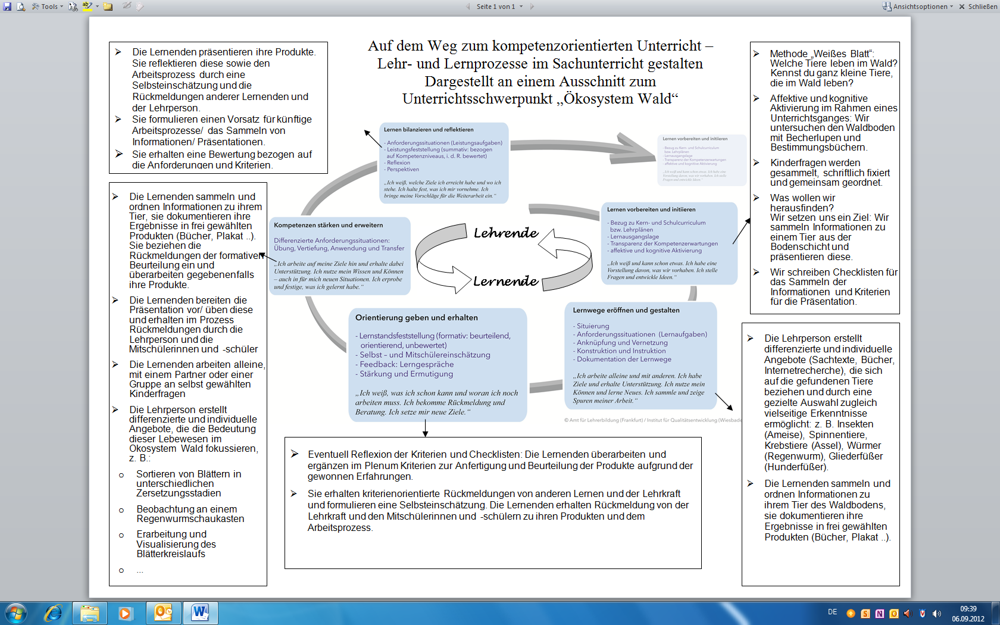 Tools
Seite 1 von 1
Ansichtsoptionen
Schließen
Auf dem Weg zum kompetenzorientierten Unterricht –
Lehr- und Lernprozesse im Sachunterricht gestalten
Dargestellt an einem Ausschnitt zum
Unterrichtsschwerpunkt „Ökosystem Wald“
Die Lernenden präsentieren ihre Produkte.
Sie reflektieren diese sowie den
Arbeitsprozess durch eine
Selbsteinschätzung und die
Rückmeldungen anderer Lernenden und
der Lehrperson.
Sie formulieren einen Vorsatz für künftige
Arbeitsprozesse/ das Sammeln von
Informationen/ Präsentationen.
Sie erhalten eine Bewertung bezogen auf
die Anforderungen und Kriterien.
Die Lernenden sammeln und
ordnen Informationen zu ihrem
Tier, sie dokumentieren ihre
Ergebnisse in frei gewählten
Produkten (Bücher, Plakat ..).
Sie beziehen die
Rückmeldungen der formativen
Beurteilung ein und
überarbeiten gegebenenfalls
ihre Produkte.
Die Lernenden bereiten die
Präsentation vor/ üben diese
und erhalten im Prozess
Rückmeldungen durch die
Lehrperson und die
Mitschülerinnen und -schüler
Die Lernenden arbeiten alleine,
mit einem Partner oder einer
Gruppe an selbst gewählten
Kinderfragen
Die Lehrperson erstellt
differenzierte und individuelle
Angebote, die die Bedeutung
dieser Lebewesen im
Ökosystem Wald fokussieren,
z. B.:
o Sortieren von Blättern in
unterschiedlichen
Zersetzungsstadien
o Beobachtung an einem
Regenwurmschaukasten
o Erarbeitung und
Visualisierung des
Blätterkreislaufs
o ...
Lernen bilanzieren und reflektieren
- Anforderungssituationen (Leistungsaufgaben)
- Leistungsfeststellung (summativ: bezogen
auf Kompetenzniveaus, i. d. R. bewertet)
- Reflexion
- Perspektiven
„Ich weiß, welche Ziele ich erreicht habe und wo ich
stehe. Ich halte fest, was ich mir vornehme. Ich
bringe meine Vorschläge für die Weiterarbeit ein.“
Lernen vorbereiten und initiieren
- Bezug zu Kern- und Schulcurriculum
bzw. Lehrplänen
- Lernausgangslage
- Transparenz der Kompetenzerwartungen
- affektive und kognitive Aktivierung
„Ich weiß und kann schon etwas. Ich habe eine
Vorstellung davon, was wir vorhaben. Ich stelle
Fragen und entwickle Ideen.“
Kompetenzen stärken und erweitern
Differenzierte Anforderungssituationen:
Übung, Vertiefung, Anwendung und Transfer
„Ich arbeite auf meine Ziele hin und erhalte dabei
Unterstützung. Ich nutze mein Wissen und Können
– auch in für mich neuen Situationen. Ich erprobe
und festige, was ich gelernt habe.“
Lehrende
Lernende
Lernen vorbereiten und initiieren
- Bezug zu Kern- und Schulcurriculum
bzw. Lehrplänen
- Lernausgangslage
- Transparenz der Kompetenzerwartungen
- affektive und kognitive Aktivierung
„Ich weiß und kann schon etwas. Ich habe eine
Vorstellung davon, was wir vorhaben. Ich stelle
Fragen und entwickle Ideen.“
Orientierung geben und erhalten
- Lernstandsfeststellung (formativ: beurteilend,
orientierend, unbewertet)
- Selbst – und Mitschülereinschätzung
- Feedback: Lerngespräche
- Stärkung und Ermutigung
„Ich weiß, was ich schon kann und woran ich noch
arbeiten muss. Ich bekomme Rückmeldung und
Beratung. Ich setze mir neue Ziele.“
Lernwege eröffnen und gestalten
- Situierung
- Anforderungssituationen (Lernaufgaben)
- Anknüpfung und Vernetzung
- Konstruktion und Instruktion
- Dokumentation der Lernwege
„Ich arbeite alleine und mit anderen. Ich habe
Ziele und erhalte Unterstützung. Ich nutze mein
Können und lerne Neues. Ich sammle und zeige
Spuren meiner Arbeit.“
© Amt für Lehrerbildung (Frankfurt) / Institut für Qualitätsentwicklung (Wiesbade
Eventuell Reflexion der Kriterien und Checklisten: Die Lernenden überarbeiten und
ergänzen im Plenum Kriterien zur Anfertigung und Beurteilung der Produkte aufgrund der
gewonnen Erfahrungen.
Sie erhalten kriterienorientierte Rückmeldungen von anderen Lernen und der Lehrkraft
und formulieren eine Selbsteinschätzung. Die Lernenden erhalten Rückmeldung von der
Lehrkraft und den Mitschülerinnen und -schülern zu ihren Produkten und dem
Arbeitsprozess.
Methode „Weißes Blatt“:
Welche Tiere leben im Wald?
Kennst du ganz kleine Tiere,
die im Wald leben?
Affektive und kognitive
Aktivierung im Rahmen eines
Unterrichtsganges: Wir
untersuchen den Waldboden
mit Becherlupen und
Bestimmungsbüchern.
Kinderfragen werden
gesammelt, schriftlich fixiert
und gemeinsam geordnet.
Was wollen wir
herausfinden?
Wir setzen uns ein Ziel: Wir
sammeln Informationen zu
einem Tier aus der
Bodenschicht und
präsentieren diese.
Wir schreiben Checklisten für
das Sammeln der
Informationen und Kriterien
für die Präsentation.
Die Lehrperson erstellt
differenzierte und individuelle
Angebote (Sachtexte, Bücher,
Internetrecherche), die sich
auf die gefundenen Tiere
beziehen und durch eine
gezielte Auswahl zugleich
vielseitige Erkenntnisse
ermöglicht: z. B. Insekten
(Ameise), Spinnentiere,
Krebstiere (Assel), Würmer
(Regenwurm), Gliederfüßer
(Hunderfüßer).
Die Lernenden sammeln und
ordnen Informationen zu
ihrem Tier des Waldbodens,
sie dokumentieren ihre
Ergebnisse in frei gewählten
Produkten (Bücher, Plakat ..).
DE
09:39
06.09.2012